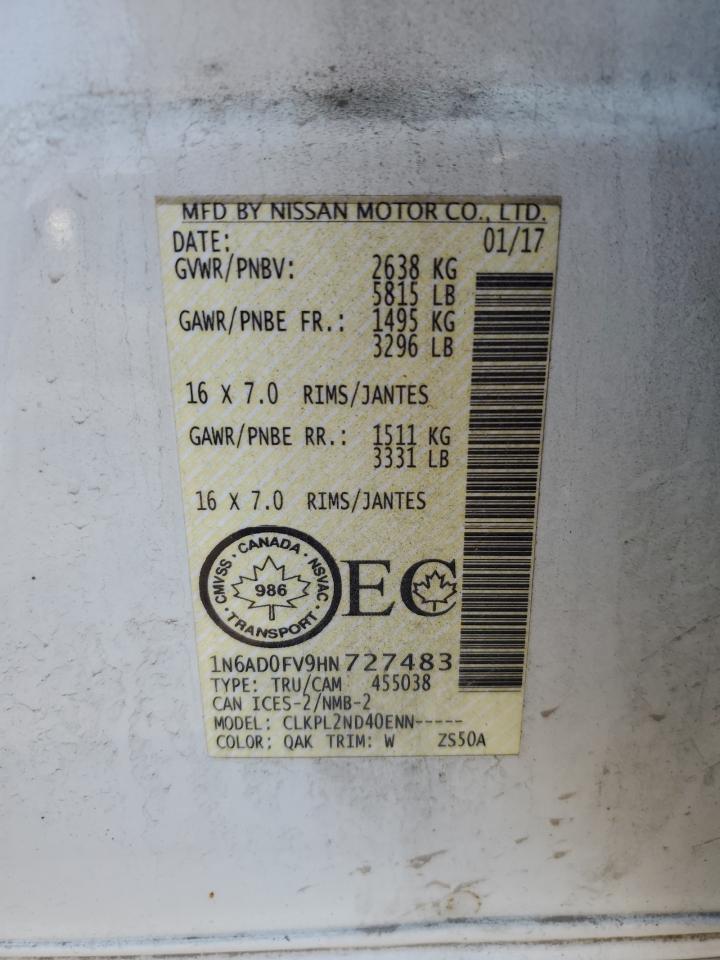 MFD BY NISSAN MOTOR CO., LTD.
DATE: 01/17
GVWR/PNBV: 2638 KG
5815 LB
GAWR/PNBE FR.: 1495 KG
3296 LB
16 X 7.0 RIMS/JANTES
GAWR/PNBE RR.: 1511 KG
3331 LB
16 X 7.0 RIMS/JANTES
CMVSS · CANADA · NSVAC · TRANSPORT ·
986
EC
1N6AD0FV9HN 727483
TYPE: TRU/CAM 455038
CAN ICES-2/NMB-2
MODEL: CLKPL2ND40ENN-----
COLOR: QAK TRIM: W ZS50A